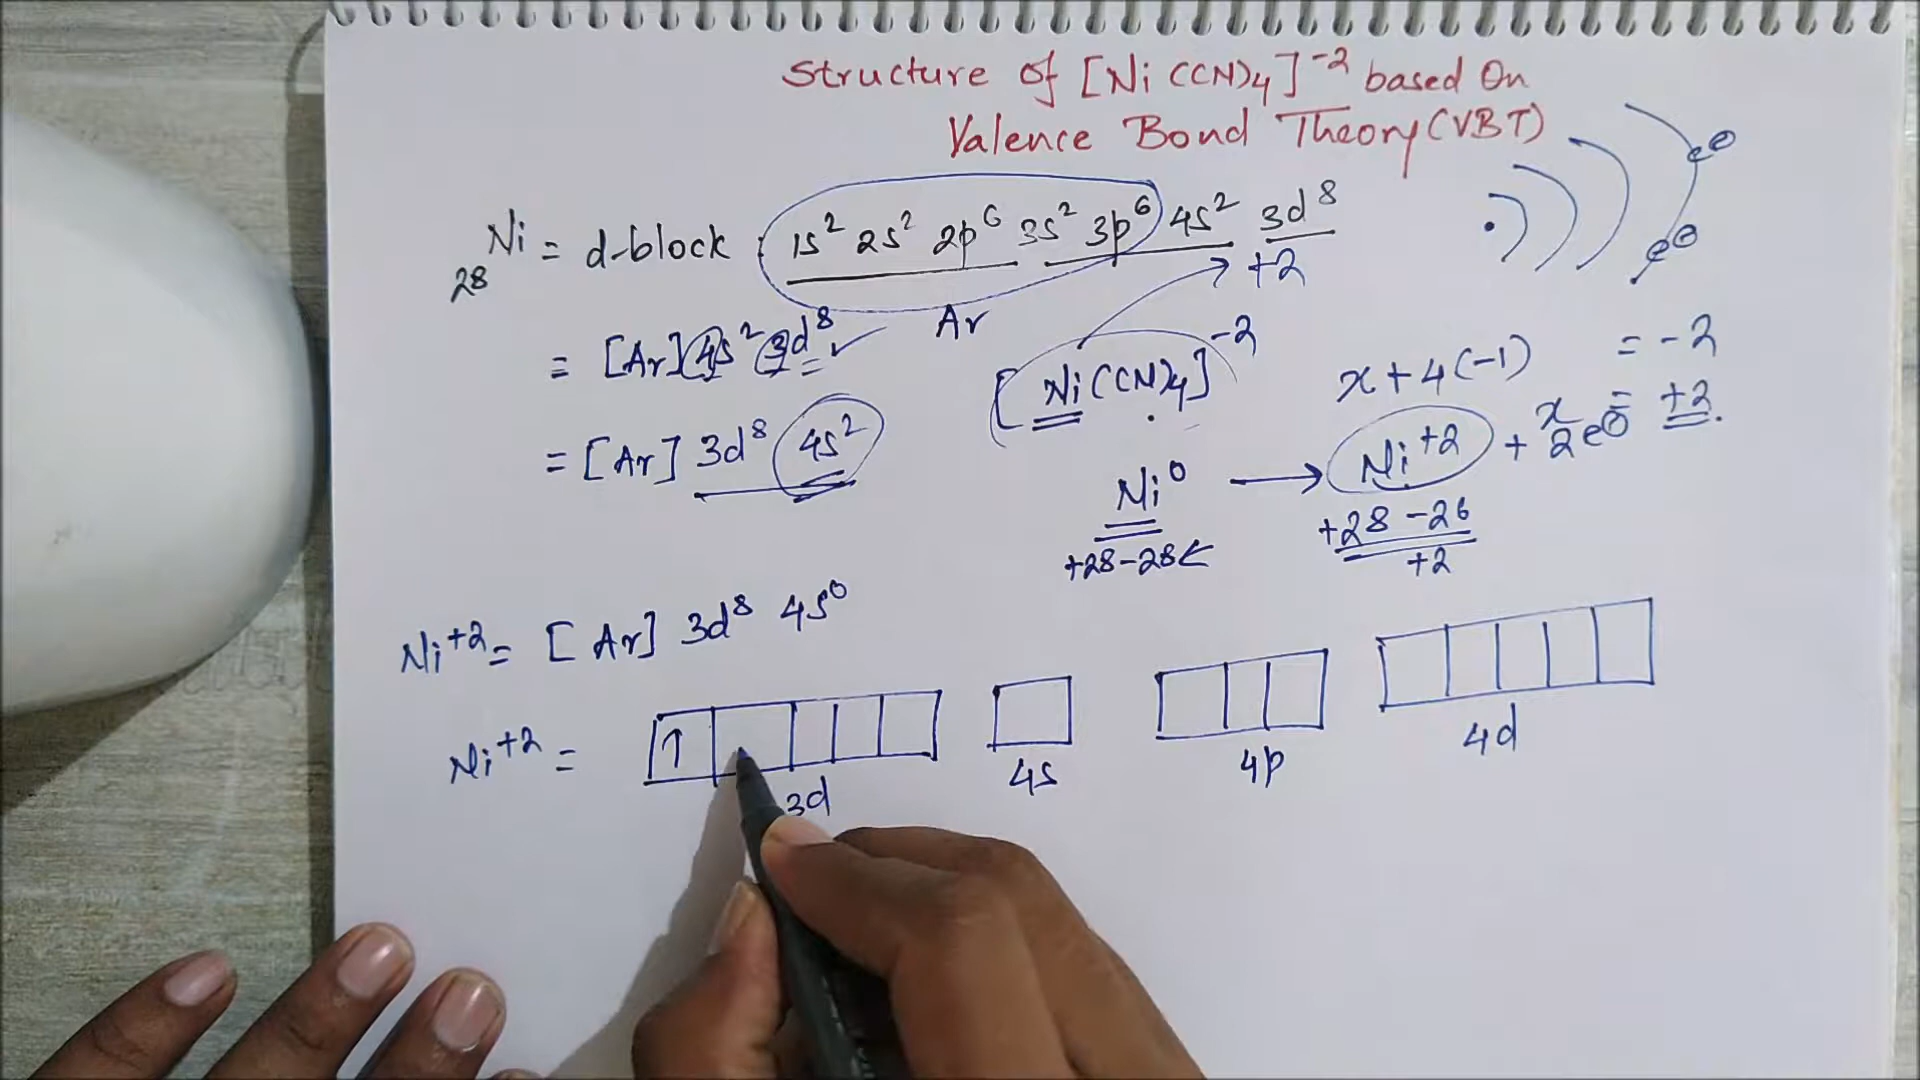 Structure of [Ni(CN)4]⁻² based On
Valence Bond Theory (VBT)
28Ni = d-block 1s² 2s² 2p⁶ 3s² 3p⁶ 4s² 3d⁸
+2
Ar
= [Ar] 4s² 3d⁸ ✓
[Ni(CN)4]⁻²
x+4(-1) = -2
x = +2.
= [Ar] 3d⁸ 4s²
Ni⁰ → Ni⁺² + 2e⊖
+28-28 +28-26
+2
Ni⁺² = [Ar] 3d⁸ 4s⁰
Ni⁺² = ↑
3d 4s 4p 4d
e⊖
e⊖